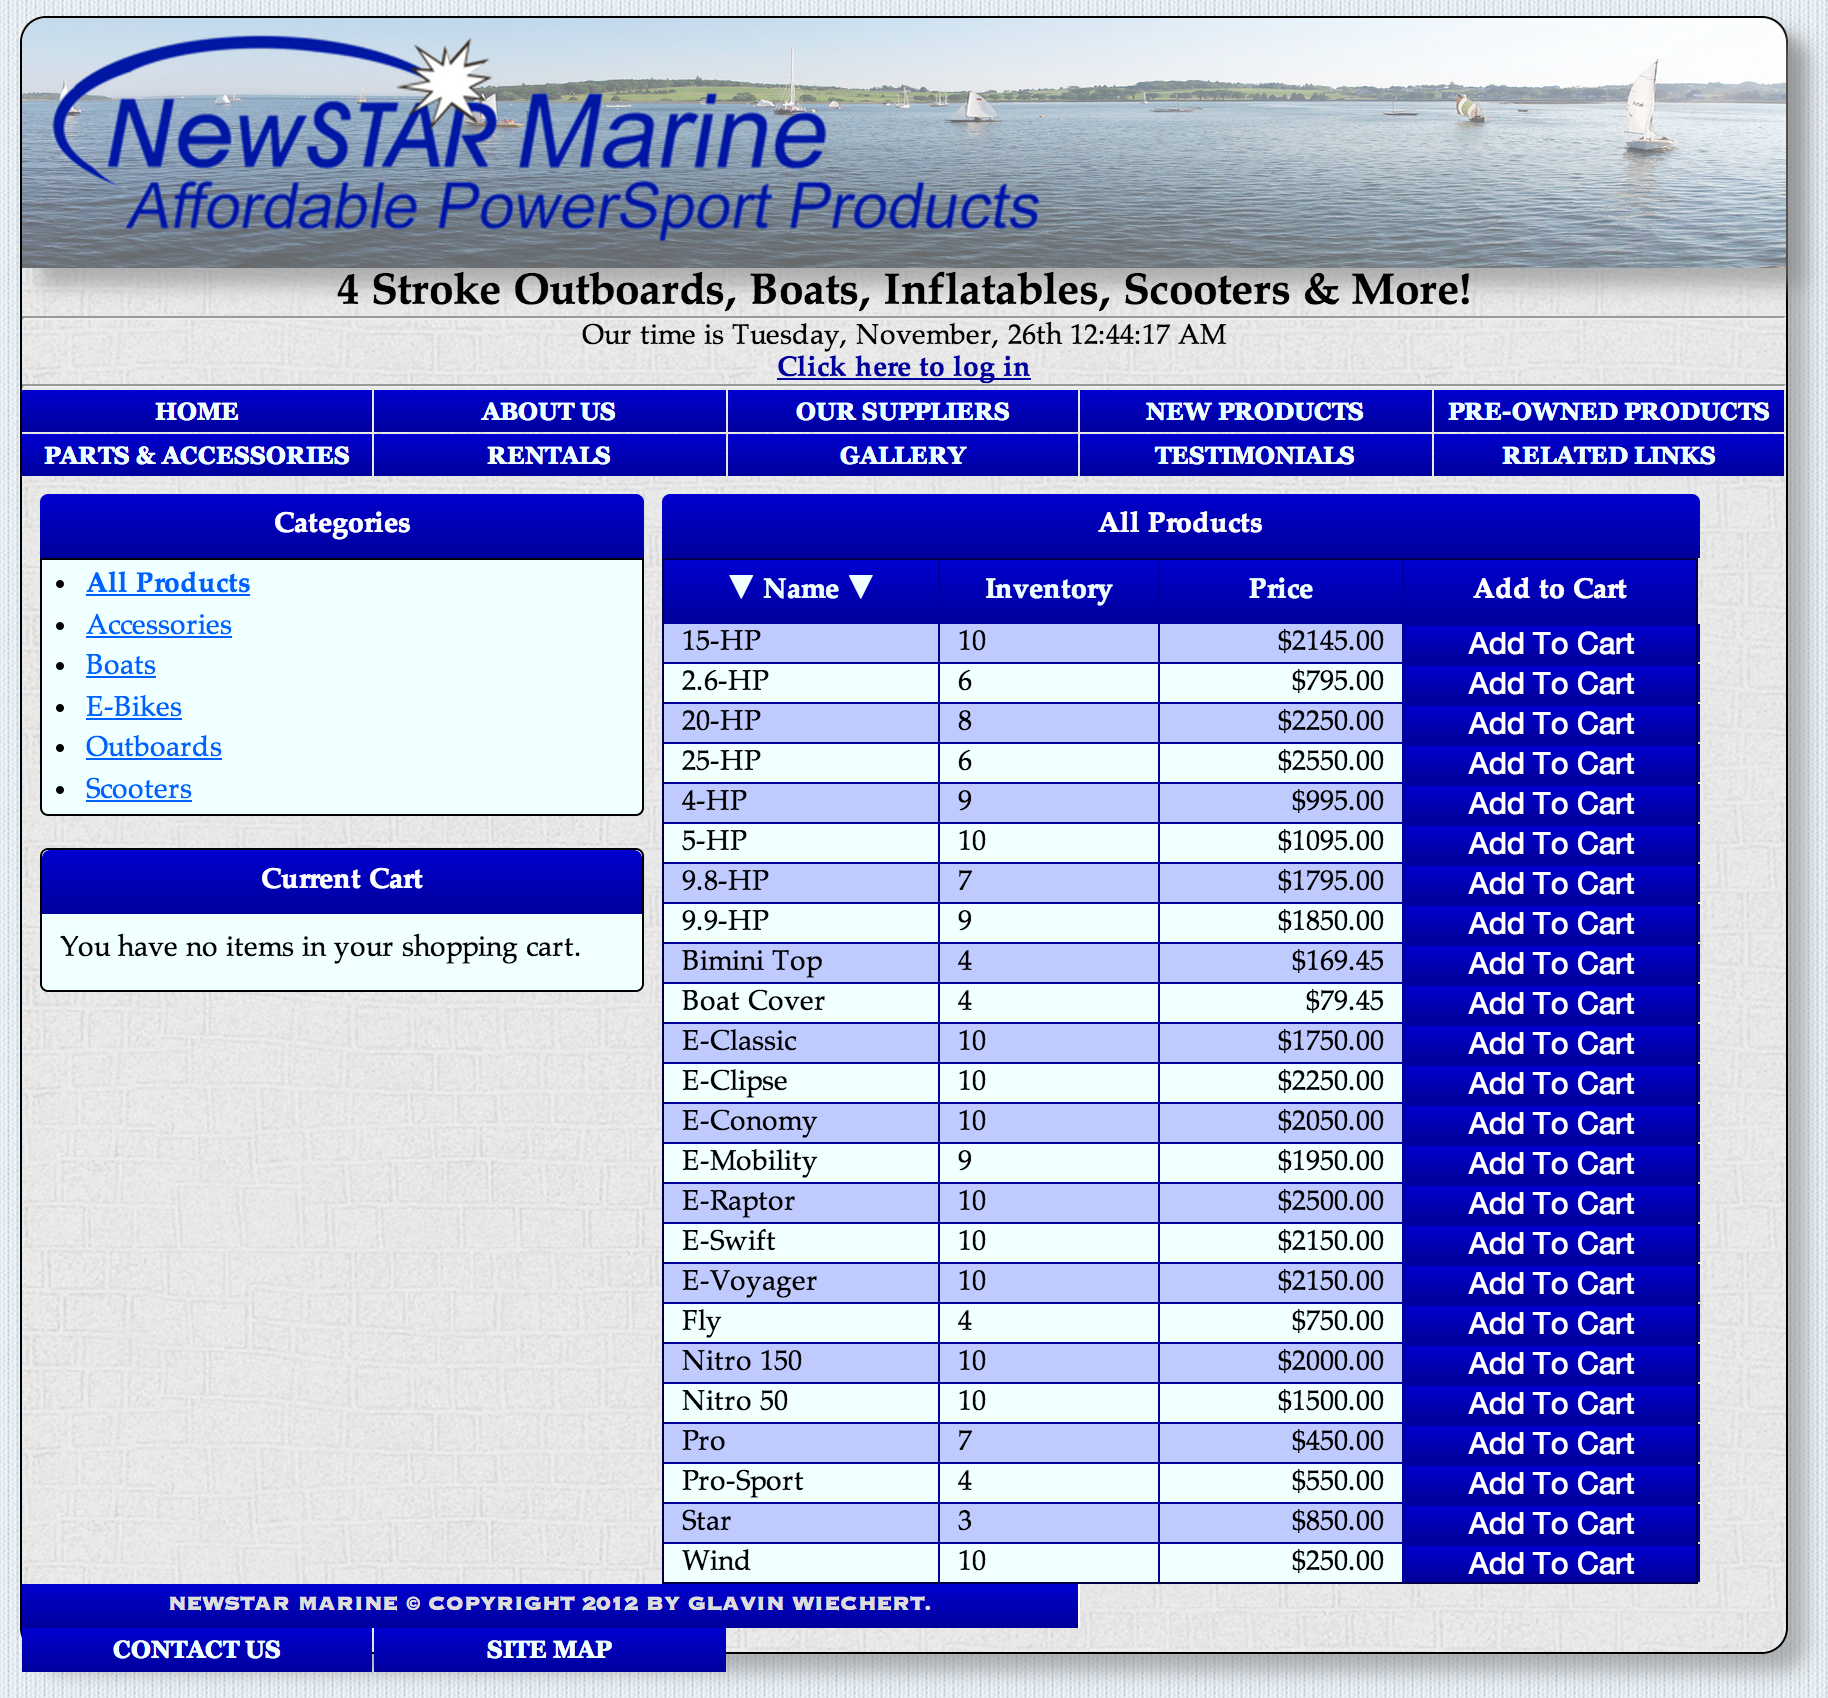 NewSTAR Marine
Affordable PowerSport Products
4 Stroke Outboards, Boats, Inflatables, Scooters & More!
Our time is Tuesday, November, 26th 12:44:17 AM
Click here to log in
HOME ABOUT US OUR SUPPLIERS NEW PRODUCTS PRE-OWNED PRODUCTS
PARTS & ACCESSORIES RENTALS GALLERY TESTIMONIALS RELATED LINKS
Categories
• All Products
• Accessories
• Boats
• E-Bikes
• Outboards
• Scooters
Current Cart
You have no items in your shopping cart.
All Products
▼ Name ▼ Inventory Price Add to Cart
15-HP 10 $2145.00 Add To Cart
2.6-HP 6 $795.00 Add To Cart
20-HP 8 $2250.00 Add To Cart
25-HP 6 $2550.00 Add To Cart
4-HP 9 $995.00 Add To Cart
5-HP 10 $1095.00 Add To Cart
9.8-HP 7 $1795.00 Add To Cart
9.9-HP 9 $1850.00 Add To Cart
Bimini Top 4 $169.45 Add To Cart
Boat Cover 4 $79.45 Add To Cart
E-Classic 10 $1750.00 Add To Cart
E-Clipse 10 $2250.00 Add To Cart
E-Conomy 10 $2050.00 Add To Cart
E-Mobility 9 $1950.00 Add To Cart
E-Raptor 10 $2500.00 Add To Cart
E-Swift 10 $2150.00 Add To Cart
E-Voyager 10 $2150.00 Add To Cart
Fly 4 $750.00 Add To Cart
Nitro 150 10 $2000.00 Add To Cart
Nitro 50 10 $1500.00 Add To Cart
Pro 7 $450.00 Add To Cart
Pro-Sport 4 $550.00 Add To Cart
Star 3 $850.00 Add To Cart
Wind 10 $250.00 Add To Cart
NEWSTAR MARINE © COPYRIGHT 2012 BY GLAVIN WIECHERT.
CONTACT US SITE MAP